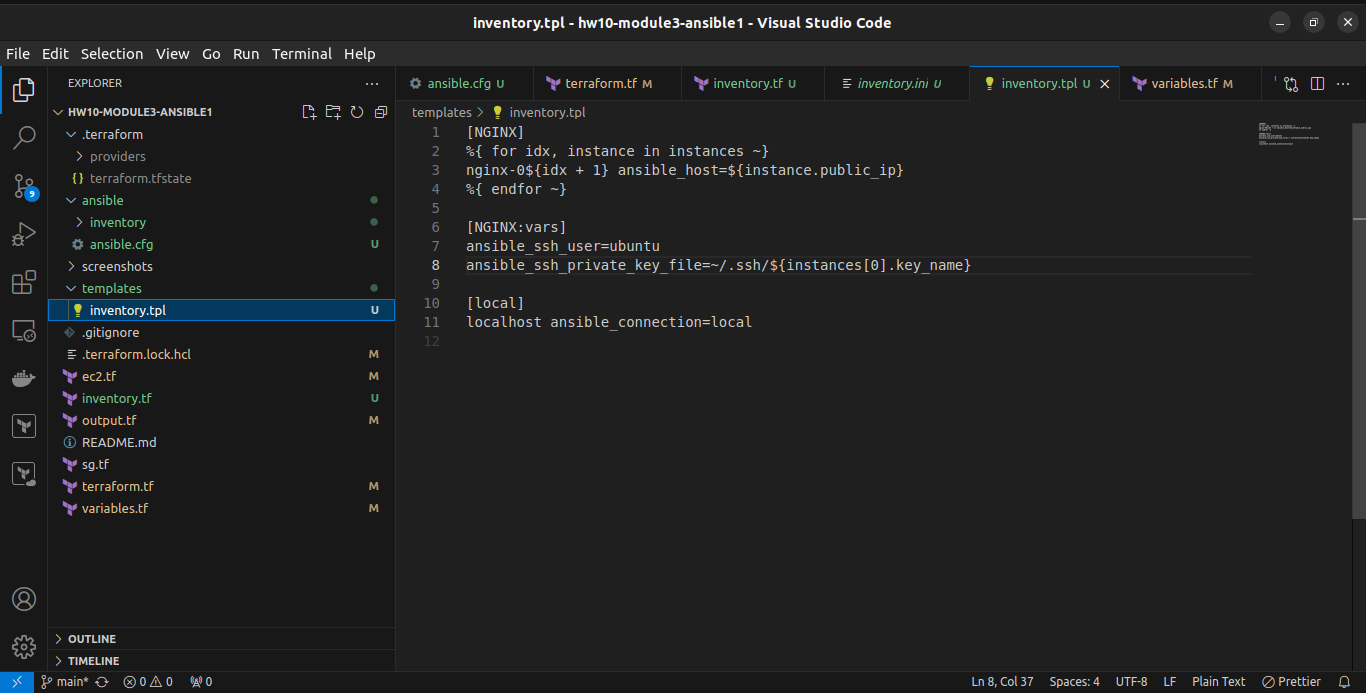 inventory.tpl - hw10-module3-ansible1 - Visual Studio Code
File Edit Selection View Go Run Terminal Help
EXPLORER
HW10-MODULE3-ANSIBLE1
.terraform
providers
{} terraform.tfstate
ansible
inventory
ansible.cfg U
screenshots
templates
inventory.tpl U
.gitignore
.terraform.lock.hcl M
ec2.tf M
inventory.tf U
output.tf M
README.md
sg.tf
terraform.tf M
variables.tf M
OUTLINE
TIMELINE
ansible.cfg U terraform.tf M inventory.tf U inventory.ini U inventory.tpl U variables.tf M
templates > inventory.tpl
1 [NGINX]
2 %{ for idx, instance in instances ~}
3 nginx-0${idx + 1} ansible_host=${instance.public_ip}
4 %{ endfor ~}
5
6 [NGINX:vars]
7 ansible_ssh_user=ubuntu
8 ansible_ssh_private_key_file=~/.ssh/${instances[0].key_name}
9
10 [local]
11 localhost ansible_connection=local
12
9
main* 0 0 0 Ln 8, Col 37 Spaces: 4 UTF-8 LF Plain Text Prettier